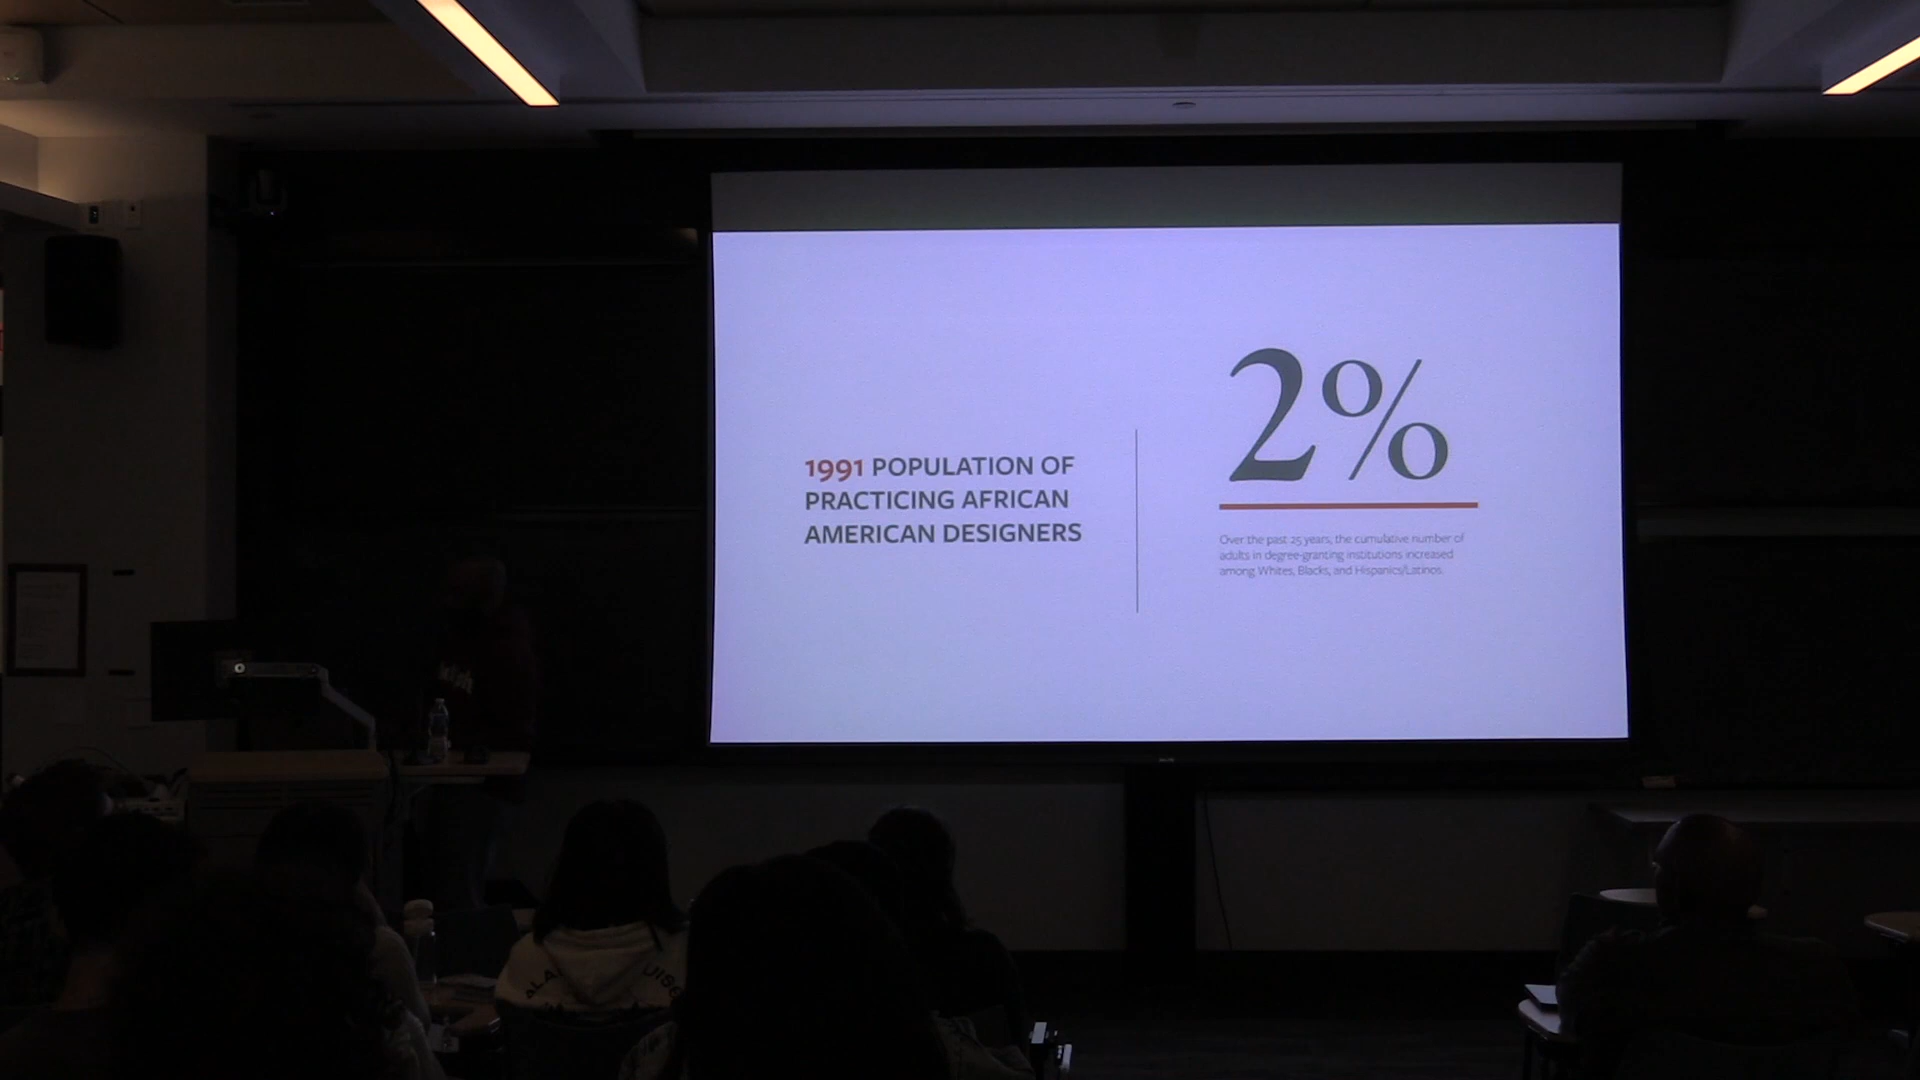 1991 POPULATION OF
PRACTICING AFRICAN
AMERICAN DESIGNERS
2%
Over the past 25 years, the cumulative number of
adults in degree-granting institutions increased
among Whites, Blacks, and Hispanics/Latinos.